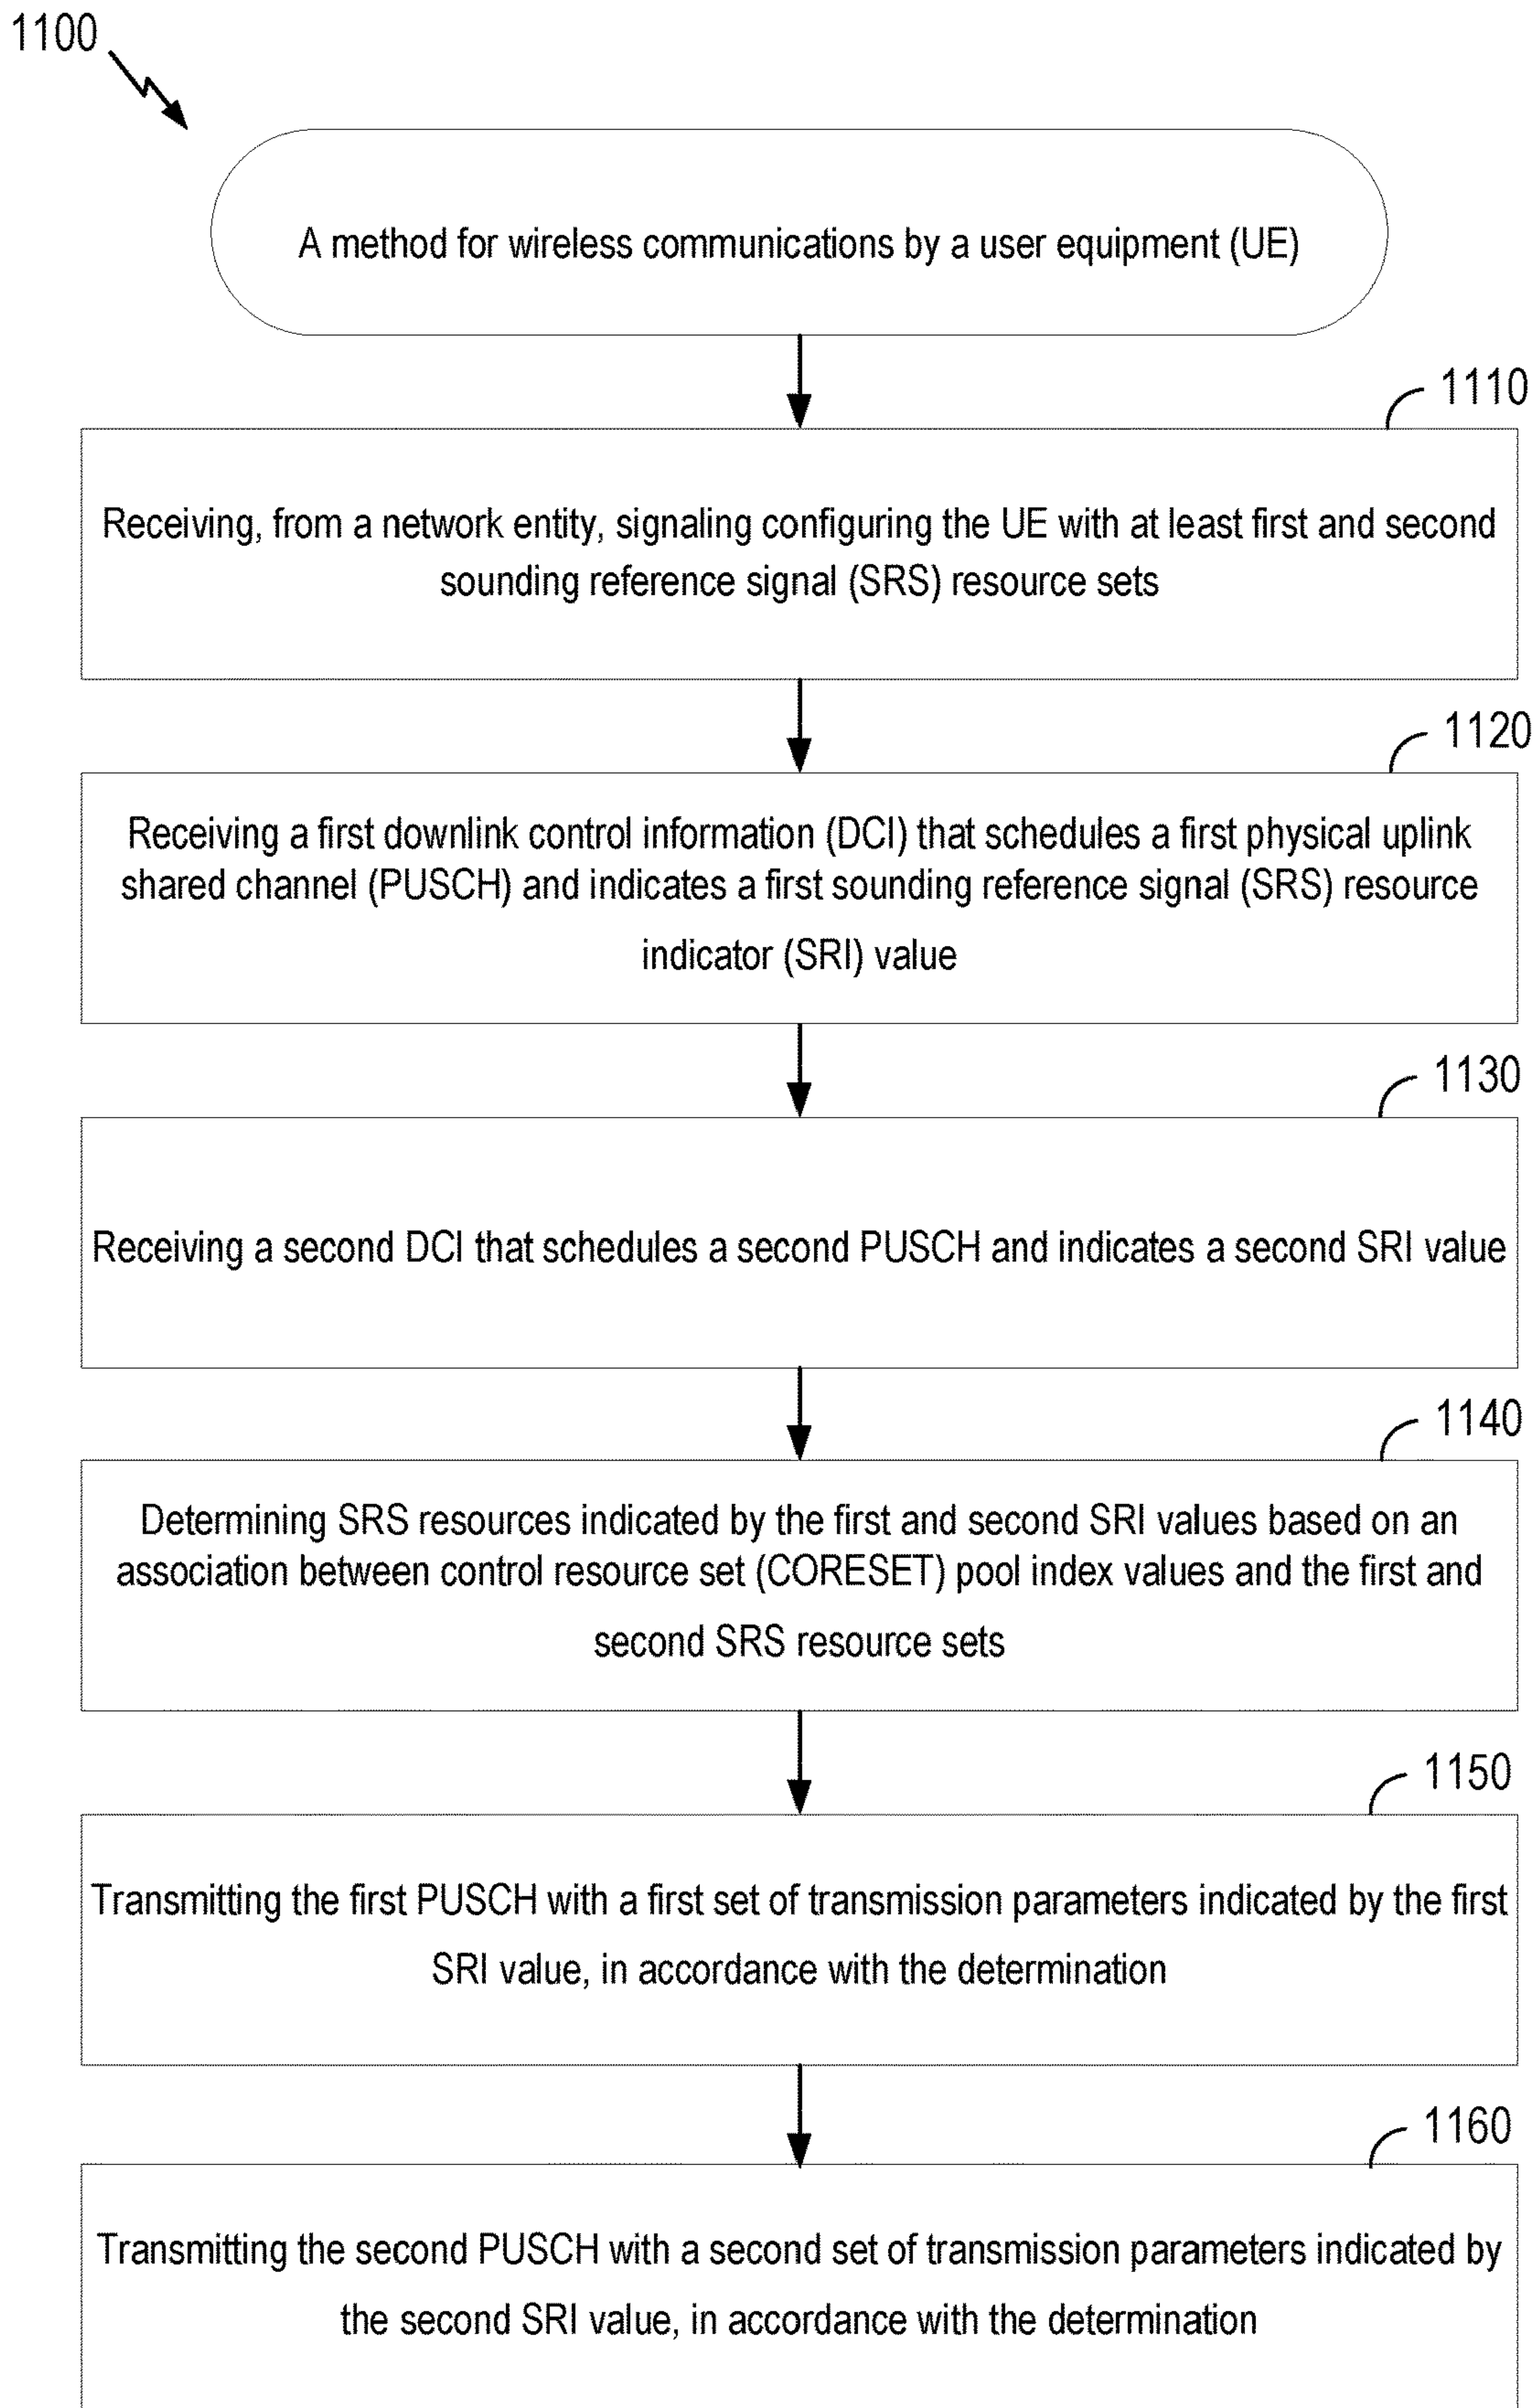 1100
A method for wireless communications by a user equipment (UE)
1110
Receiving, from a network entity, signaling configuring the UE with at least first and second
sounding reference signal (SRS) resource sets
1120
Receiving a first downlink control information (DCI) that schedules a first physical uplink
shared channel (PUSCH) and indicates a first sounding reference signal (SRS) resource
indicator (SRI) value
1130
Receiving a second DCI that schedules a second PUSCH and indicates a second SRI value
1140
Determining SRS resources indicated by the first and second SRI values based on an
association between control resource set (CORESET) pool index values and the first and
second SRS resource sets
1150
Transmitting the first PUSCH with a first set of transmission parameters indicated by the first
SRI value, in accordance with the determination
1160
Transmitting the second PUSCH with a second set of transmission parameters indicated by
the second SRI value, in accordance with the determination